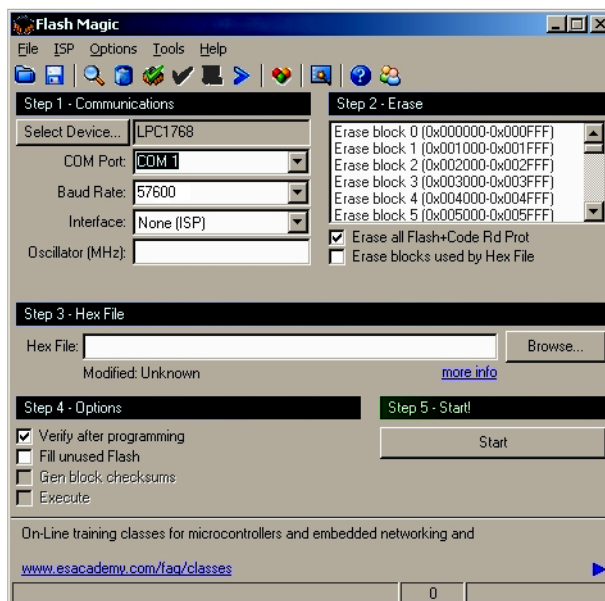 Flash Magic
File ISP Options Tools Help
Step 1 - Communications
Select Device... LPC1768
COM Port: COM 1
Baud Rate: 57600
Interface: None (ISP)
Oscillator (MHz):
Step 2 - Erase
Erase block 0 (0x000000-0x000FFF)
Erase block 1 (0x001000-0x001FFF)
Erase block 2 (0x002000-0x002FFF)
Erase block 3 (0x003000-0x003FFF)
Erase block 4 (0x004000-0x004FFF)
Erase block 5 (0x005000-0x005FFF)
Erase all Flash+Code Rd Prot
Erase blocks used by Hex File
Step 3 - Hex File
Hex File: Browse...
Modified: Unknown more info
Step 4 - Options
Verify after programming
Fill unused Flash
Gen block checksums
Execute
Step 5 - Start!
Start
On-Line training classes for microcontrollers and embedded networking and
www.esacademy.com/faq/classes
0